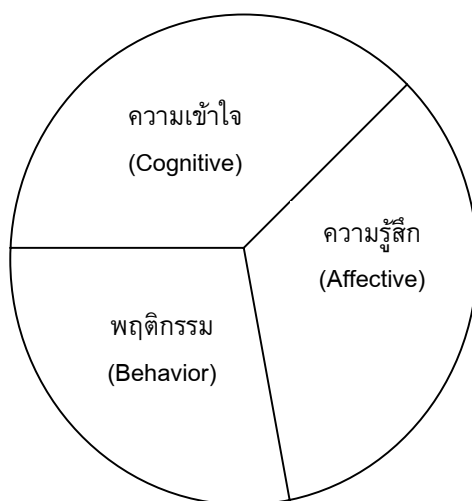 ความเข้าใจ
(Cognitive)
ความรู้สึก
(Affective)
พฤติกรรม
(Behavior)